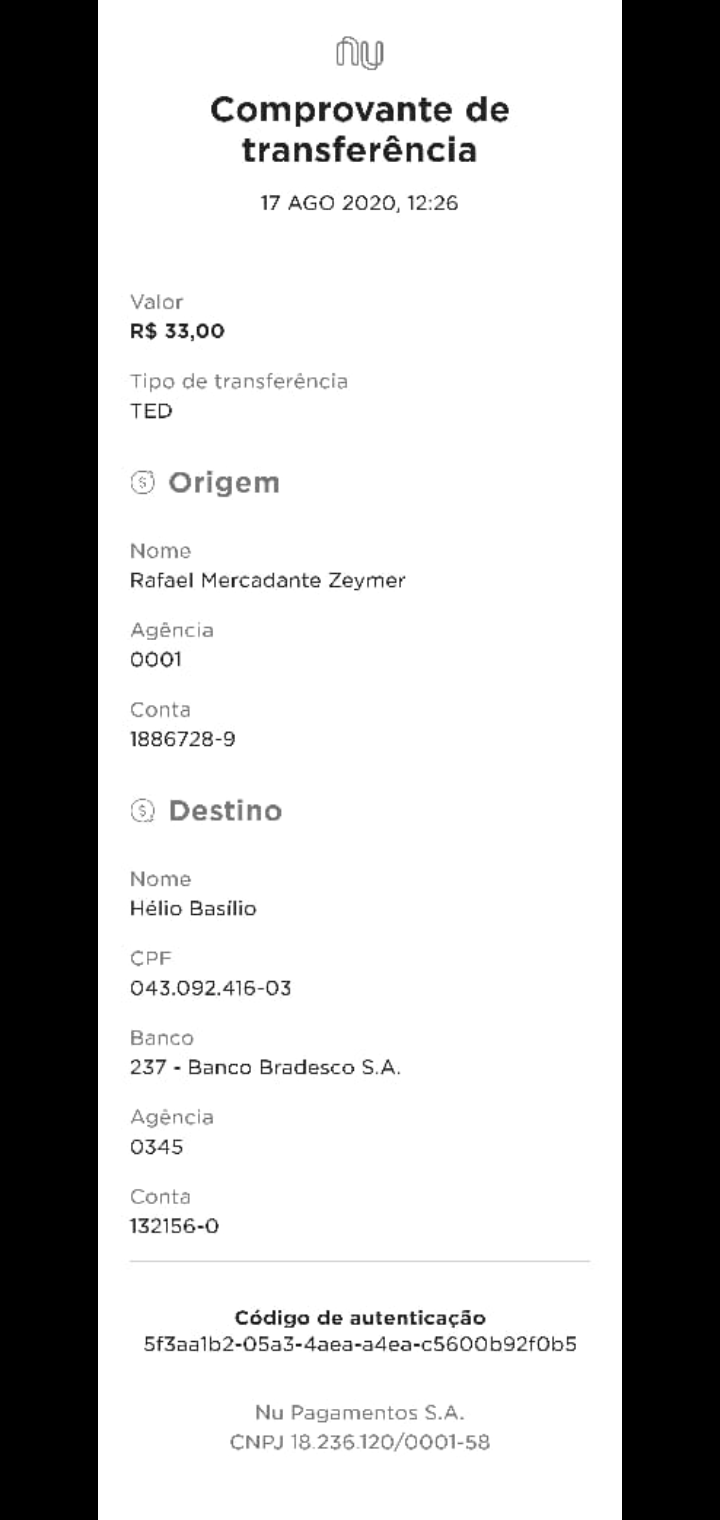 nu
Comprovante de
transferência
17 AGO 2020, 12:26
Valor
R$ 33,00
Tipo de transferência
TED
Origem
Nome
Rafael Mercadante Zeymer
Agência
0001
Conta
1886728-9
Destino
Nome
Hélio Basílio
CPF
043.092.416-03
Banco
237 - Banco Bradesco S.A.
Agência
0345
Conta
132156-0
Código de autenticação
5f3aa1b2-05a3-4aea-a4ea-c5600b92f0b5
Nu Pagamentos S.A.
CNPJ 18.236.120/0001-58